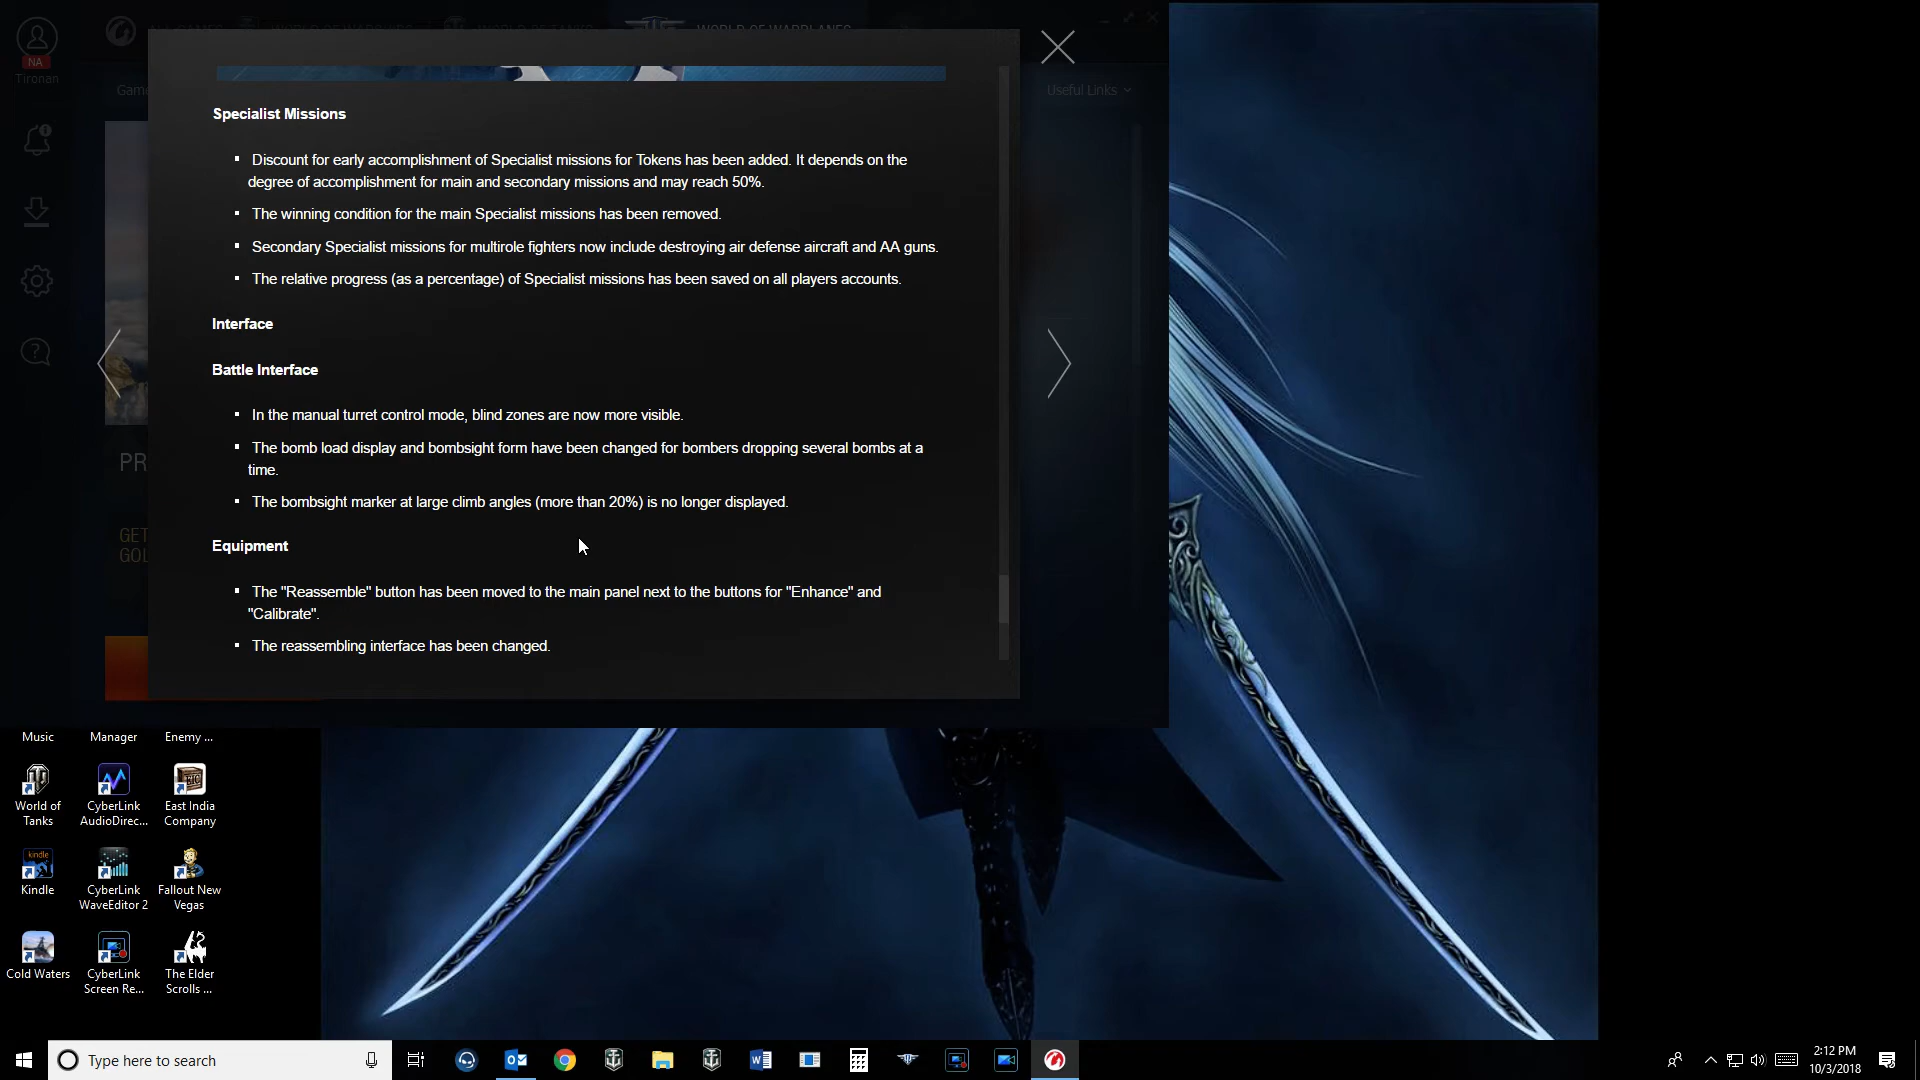 WORLD OF WARPLANES
NA
Tironan
Game
Useful Links
Specialist Missions
Discount for early accomplishment of Specialist missions for Tokens has been added. It depends on the
degree of accomplishment for main and secondary missions and may reach 50%.
The winning condition for the main Specialist missions has been removed.
Secondary Specialist missions for multirole fighters now include destroying air defense aircraft and AA guns.
The relative progress (as a percentage) of Specialist missions has been saved on all players accounts.
Interface
Battle Interface
In the manual turret control mode, blind zones are now more visible.
The bomb load display and bombsight form have been changed for bombers dropping several bombs at a
time.
The bombsight marker at large climb angles (more than 20%) is no longer displayed.
Equipment
The "Reassemble" button has been moved to the main panel next to the buttons for "Enhance" and
"Calibrate".
The reassembling interface has been changed.
PR
GET
GOL
Music
Manager
Enemy ...
World of
Tanks
CyberLink
AudioDirec...
East India
Company
kindle
Kindle
CyberLink
WaveEditor 2
Fallout New
Vegas
Cold Waters
CyberLink
Screen Re...
The Elder
Scrolls ...
Type here to search
2:12 PM
10/3/2018